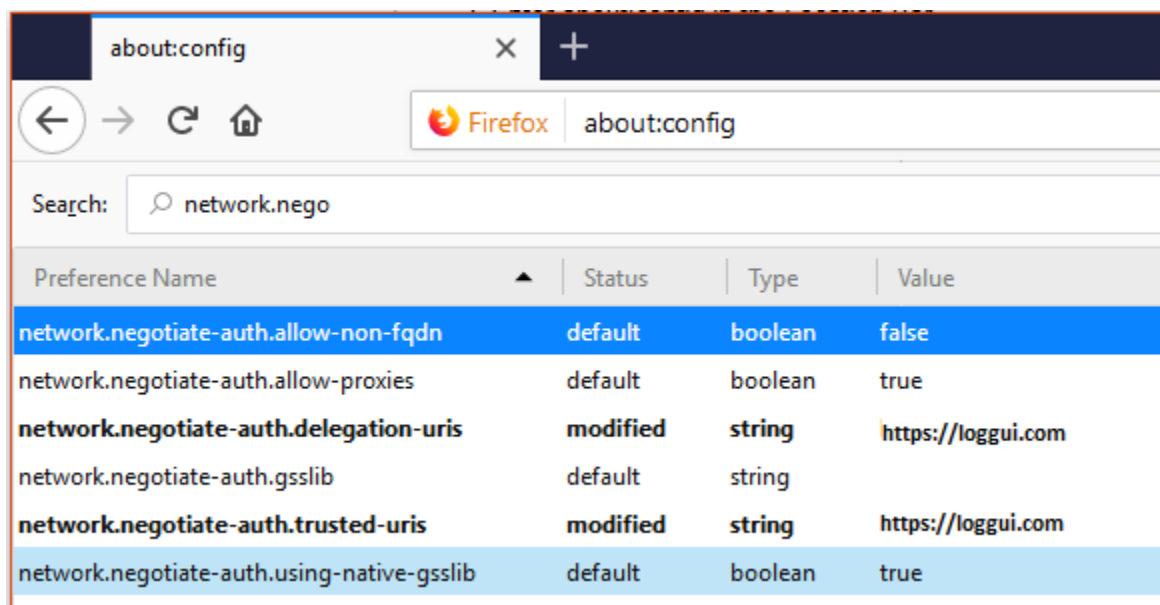 about:config
Firefox about:config
Search: network.nego
Preference Name Status Type Value
network.negotiate-auth.allow-non-fqdn default boolean false
network.negotiate-auth.allow-proxies default boolean true
network.negotiate-auth.delegation-uris modified string https://loggui.com
network.negotiate-auth.gsslib default string
network.negotiate-auth.trusted-uris modified string https://loggui.com
network.negotiate-auth.using-native-gsslib default boolean true